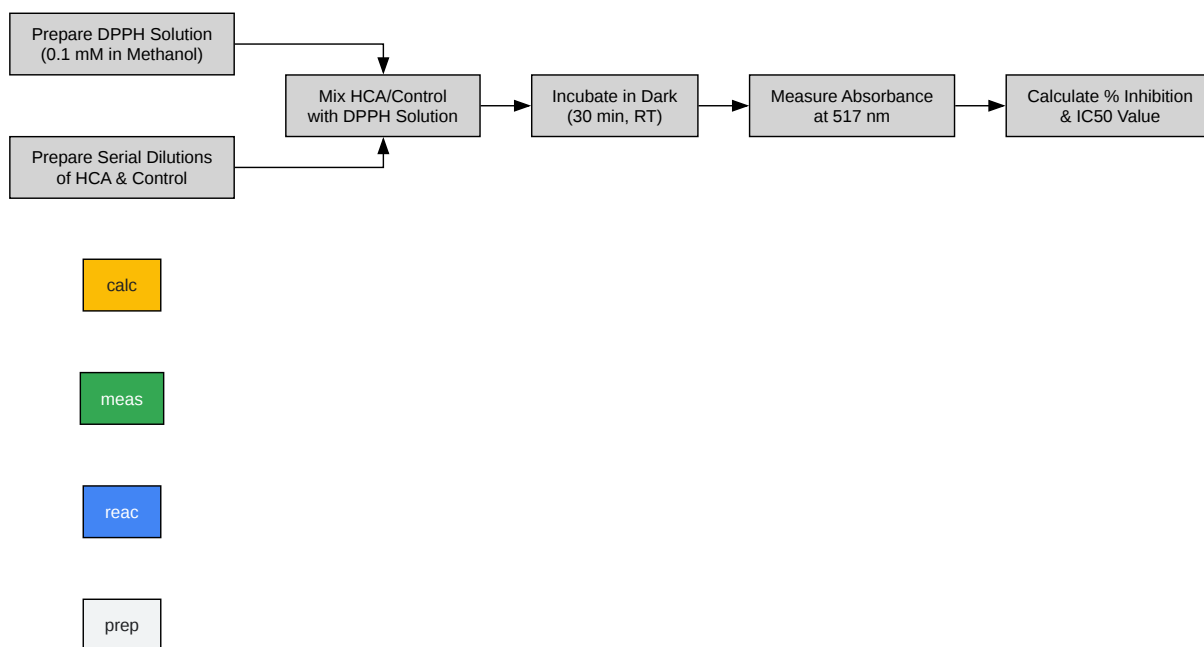 Prepare DPPH Solution
(0.1 mM in Methanol)
Prepare Serial Dilutions
of HCA & Control
Mix HCA/Control
with DPPH Solution
Incubate in Dark
(30 min, RT)
Measure Absorbance
at 517 nm
Calculate % Inhibition
& IC50 Value
calc
meas
reac
prep